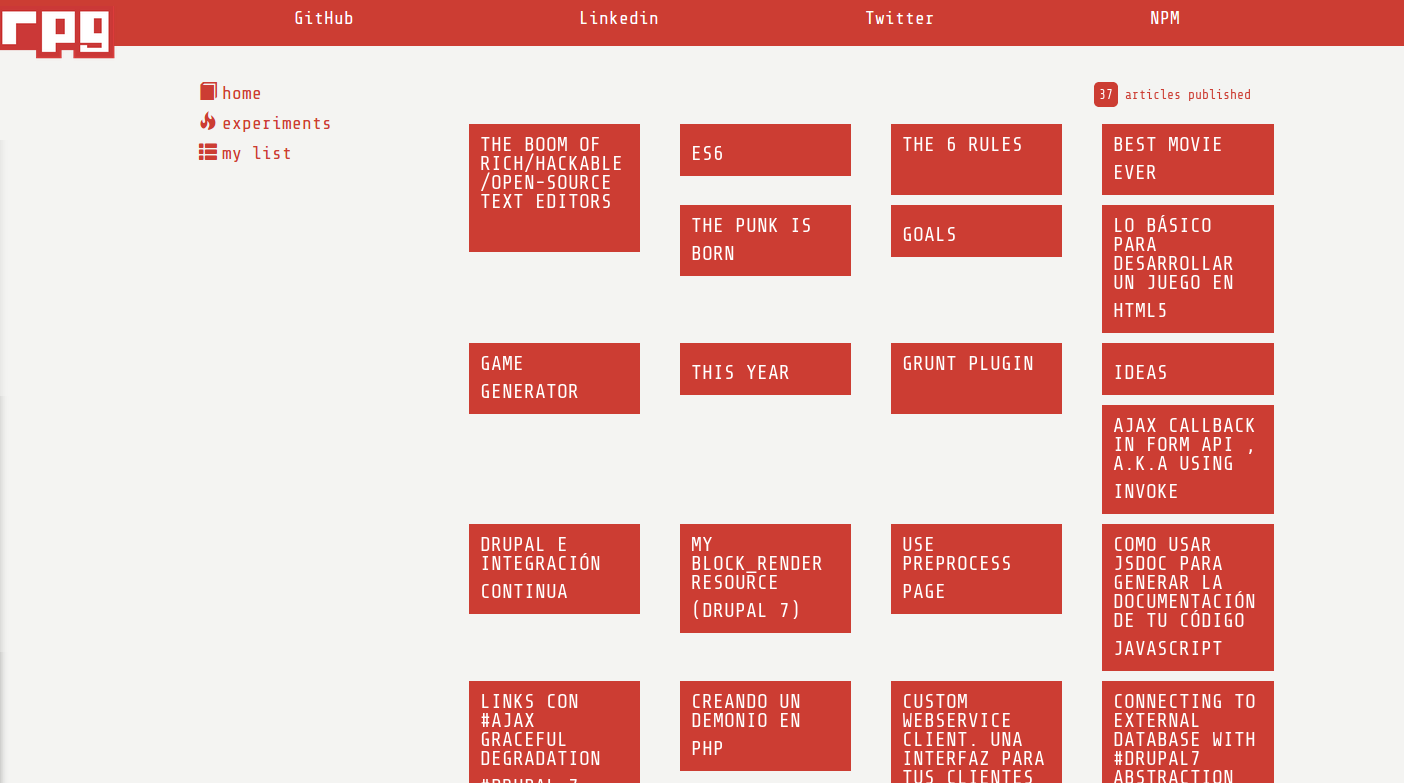 rpg
GitHub
Linkedin
Twitter
NPM
home
experiments
my list
37 articles published
THE BOOM OF
RICH/HACKABLE
/OPEN-SOURCE
TEXT EDITORS
ES6
THE 6 RULES
BEST MOVIE
EVER
THE PUNK IS
BORN
GOALS
LO BÁSICO
PARA
DESARROLLAR
UN JUEGO EN
HTML5
GAME
GENERATOR
THIS YEAR
GRUNT PLUGIN
IDEAS
AJAX CALLBACK
IN FORM API ,
A.K.A USING
INVOKE
DRUPAL E
INTEGRACIÓN
CONTINUA
MY
BLOCK_RENDER
RESOURCE
(DRUPAL 7)
USE
PREPROCESS
PAGE
COMO USAR
JSDOC PARA
GENERAR LA
DOCUMENTACIÓN
DE TU CÓDIGO
JAVASCRIPT
LINKS CON
#AJAX
GRACEFUL
DEGRADATION
#DRUPAL 7
CREANDO UN
DEMONIO EN
PHP
CUSTOM
WEBSERVICE
CLIENT. UNA
INTERFAZ PARA
TUS CLIENTES
CONNECTING TO
EXTERNAL
DATABASE WITH
#DRUPAL7
ABSTRACTION